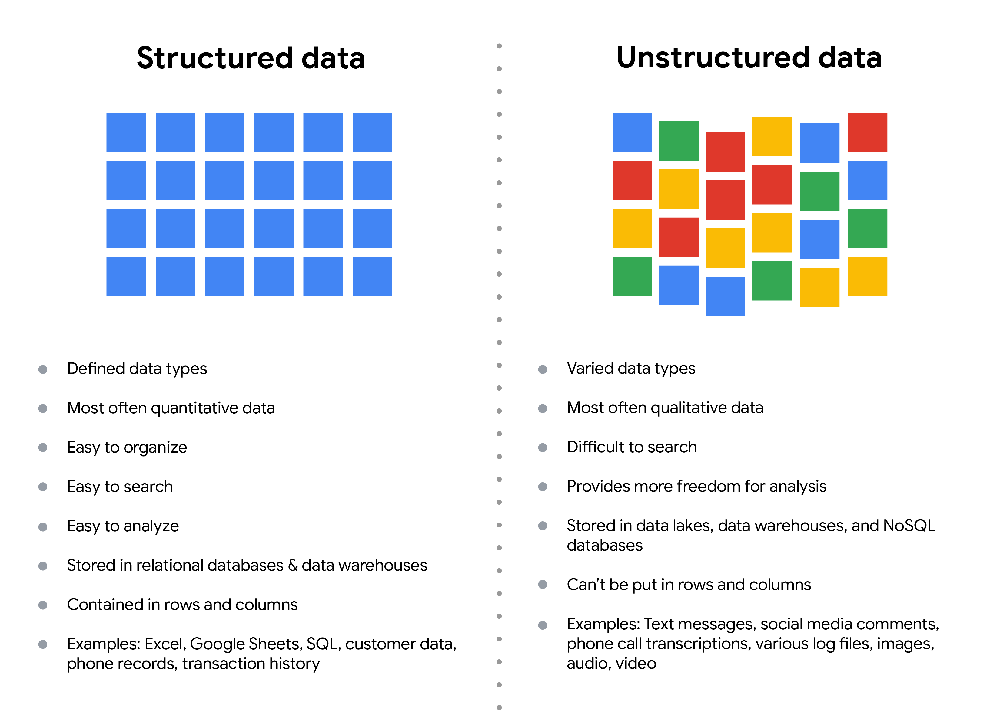 Structured data
Defined data types
Most often quantitative data
Easy to organize
Easy to search
Easy to analyze
Stored in relational databases & data warehouses
Contained in rows and columns
Examples: Excel, Google Sheets, SQL, customer data,
phone records, transaction history
Unstructured data
Varied data types
Most often qualitative data
Difficult to search
Provides more freedom for analysis
Stored in data lakes, data warehouses, and NoSQL
databases
Can’t be put in rows and columns
Examples: Text messages, social media comments,
phone call transcriptions, various log files, images,
audio, video